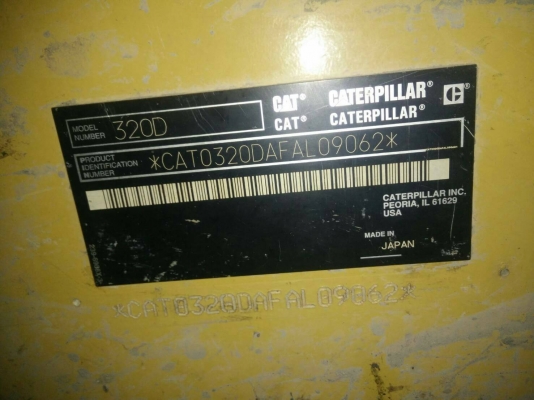 CAT® CATERPILLAR® C
CAT® CATERPILLAR®
MODEL NUMBER 320D
PRODUCT IDENTIFICATION NUMBER *CAT0320DAFAL09062*
CATERPILLAR INC.
PEORIA, IL 61629
USA
MADE IN
JAPAN
*CAT0320DAFAL09062*